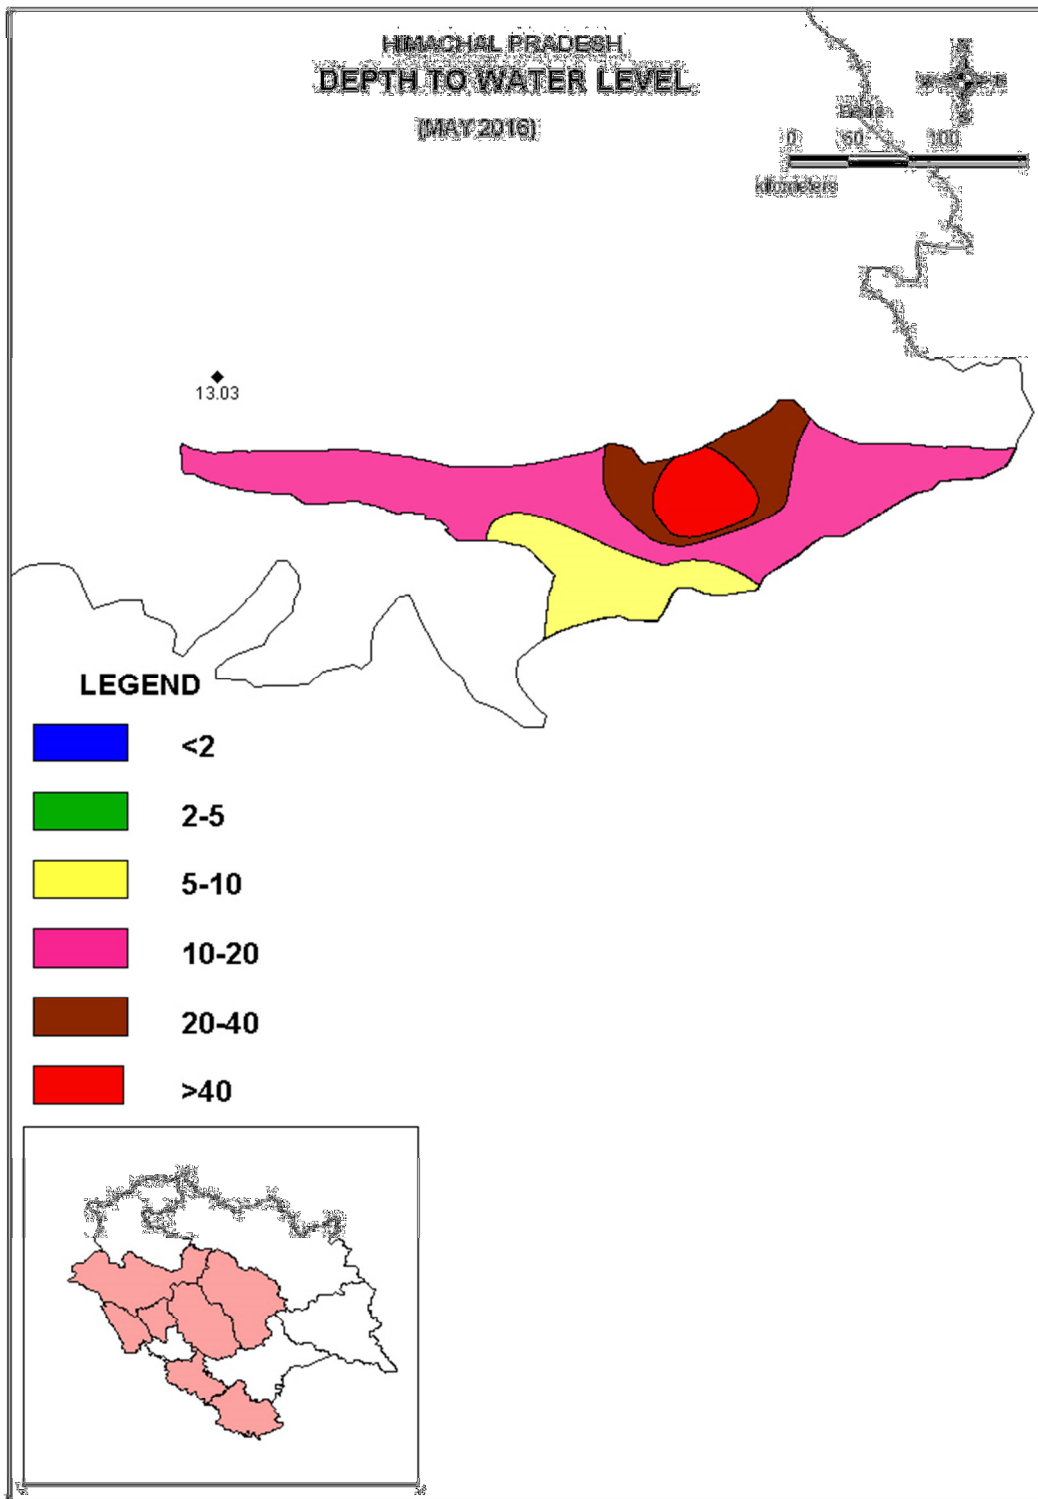 HIMACHAL PRADESH
DEPTH TO WATER LEVEL
(MAY 2016)
0 50 100
kilometers
13.03
LEGEND
<2
2-5
5-10
10-20
20-40
>40